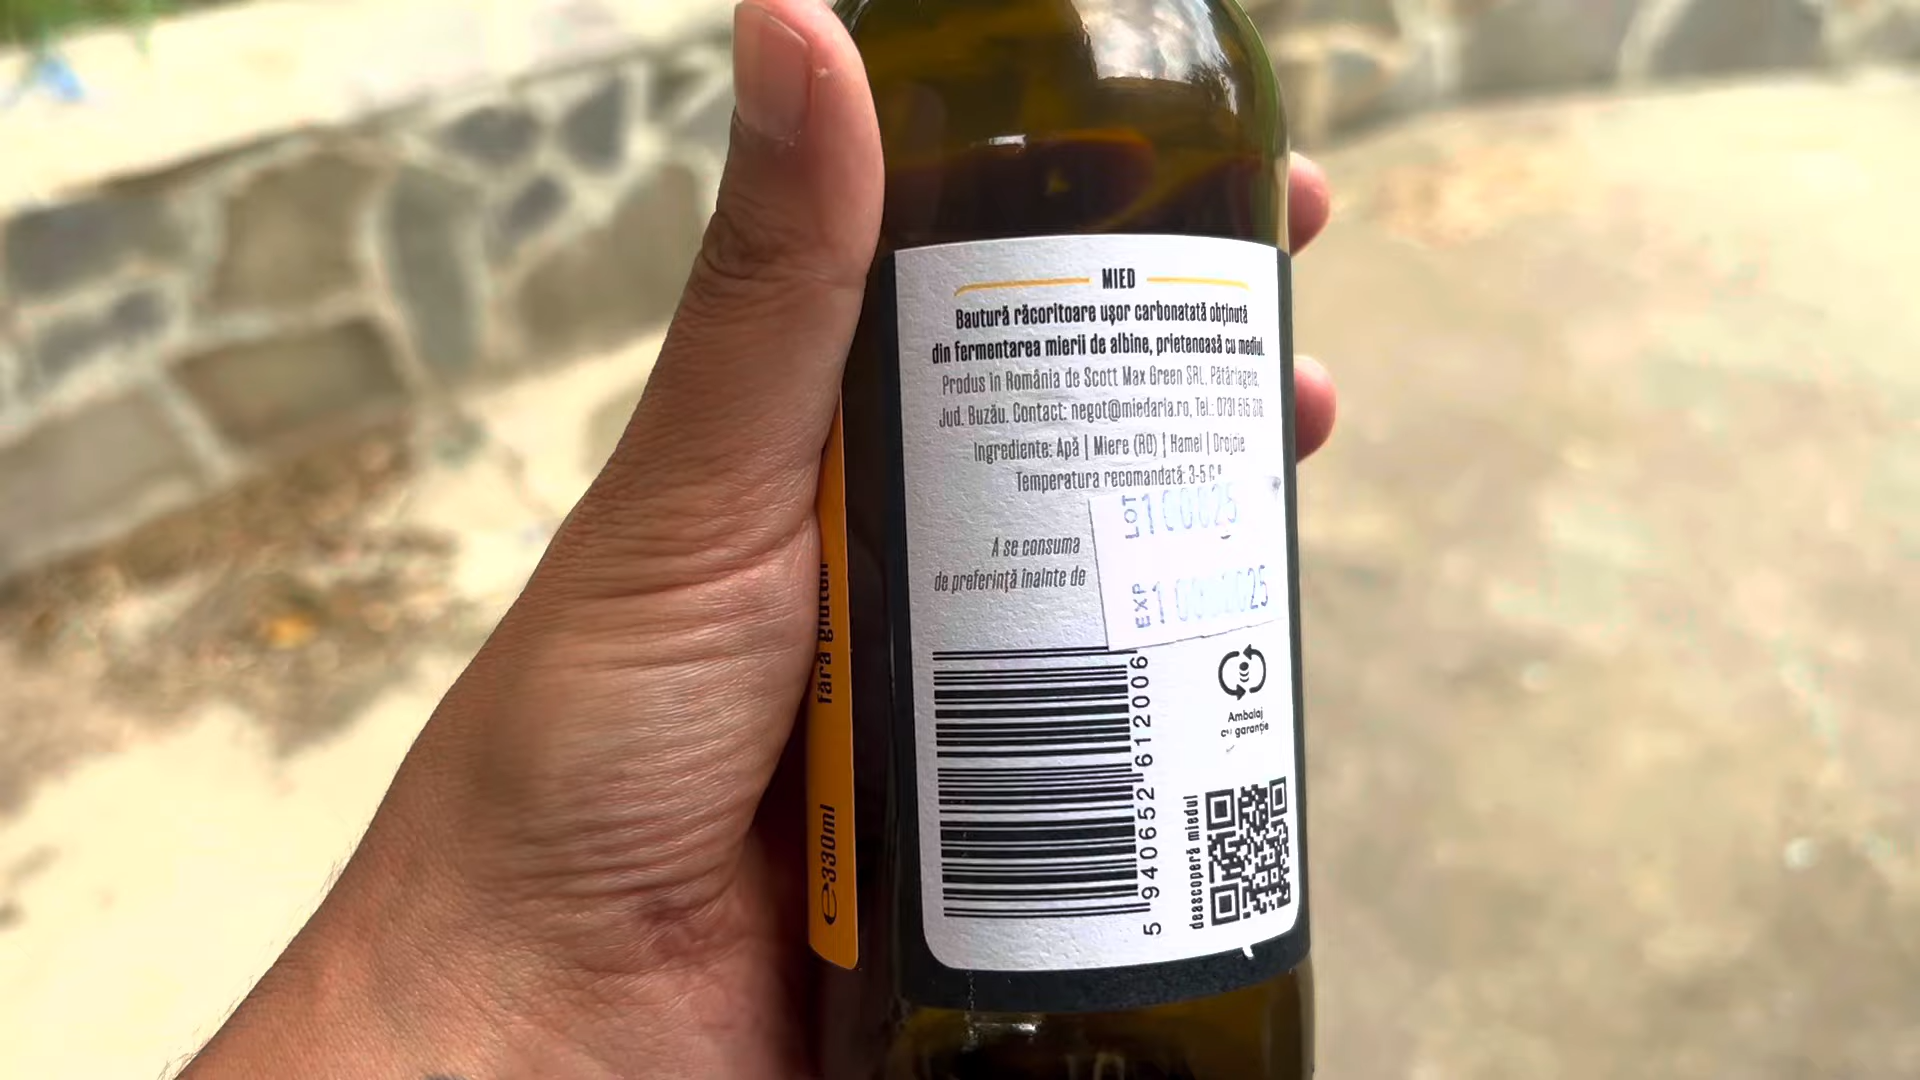 MIED
Bautură răcoritoare ușor carbonatată obținută
din fermentarea mierii de albine, prietenoasă cu mediul.
Produs în România de Scott Max Green SRL, Pătârlagele,
Jud. Buzău. Contact: negot@miedaria.ro, Tel.: 0731 515
Ingrediente: Apă | Miere (RO) | Hamei | Drojdie
Temperatura recomandată: 3-5 C°
LOT
A se consuma
de preferință înainte de
EXP
5 940652 612006
Ambalaj
cu garanție
deascoperă miedul
fără gluten
e 330ml